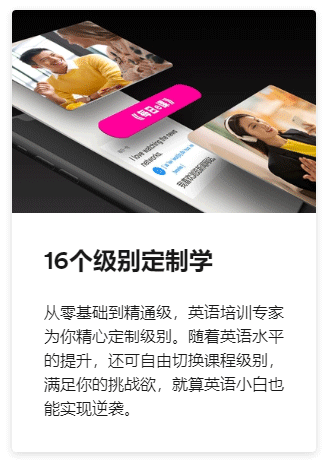 《每日e课》
I love watching the news
networks.
16个级别定制学
从零基础到精通级，英语培训专家
为你精心定制级别。随着英语水平
的提升，还可自由切换课程级别，
满足你的挑战欲，就算英语小白也
能实现逆袭。